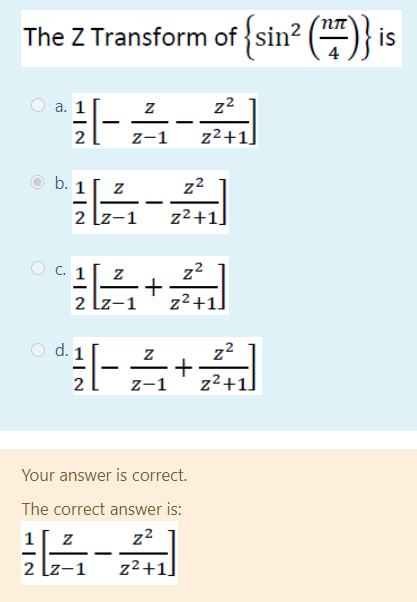 The Z Transform of {sin² (nπ/4)} is
a. 1/2 [− z/z−1 − z²/z²+1]
b. 1/2 [z/z−1 − z²/z²+1]
c. 1/2 [z/z−1 + z²/z²+1]
d. 1/2 [− z/z−1 + z²/z²+1]
Your answer is correct.
The correct answer is:
1/2 [z/z−1 − z²/z²+1]